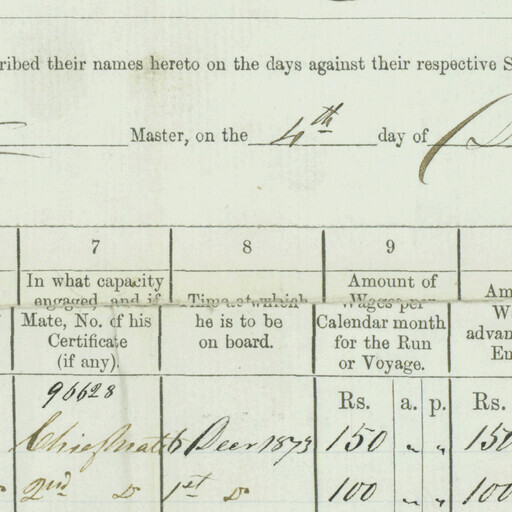 ribed their names hereto on the days against their respective S
Master, on the 4th day of
7 8 9
In what capacity engaged, and if Mate, No. of his Certificate (if any).
Time at which he is to be on board.
Amount of Wages per Calendar month for the Run or Voyage.
Am
W
advan
En
96628
Rs. a. p. Rs.
Chief Mate 6 Decr 1873 150 " " 150
2nd Do 1st Do 100 " " 100